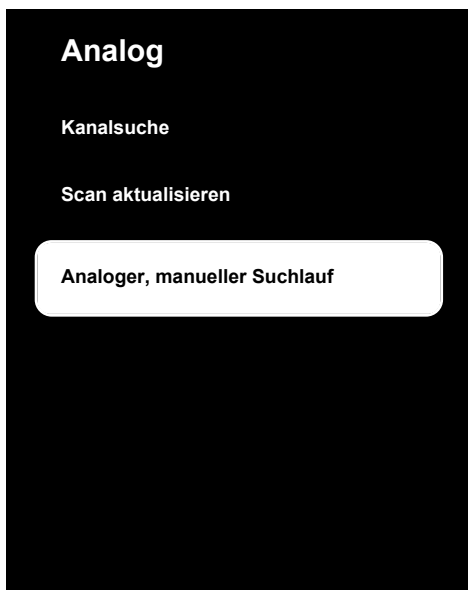 Analog
Kanalsuche
Scan aktualisieren
Analoger, manueller Suchlauf